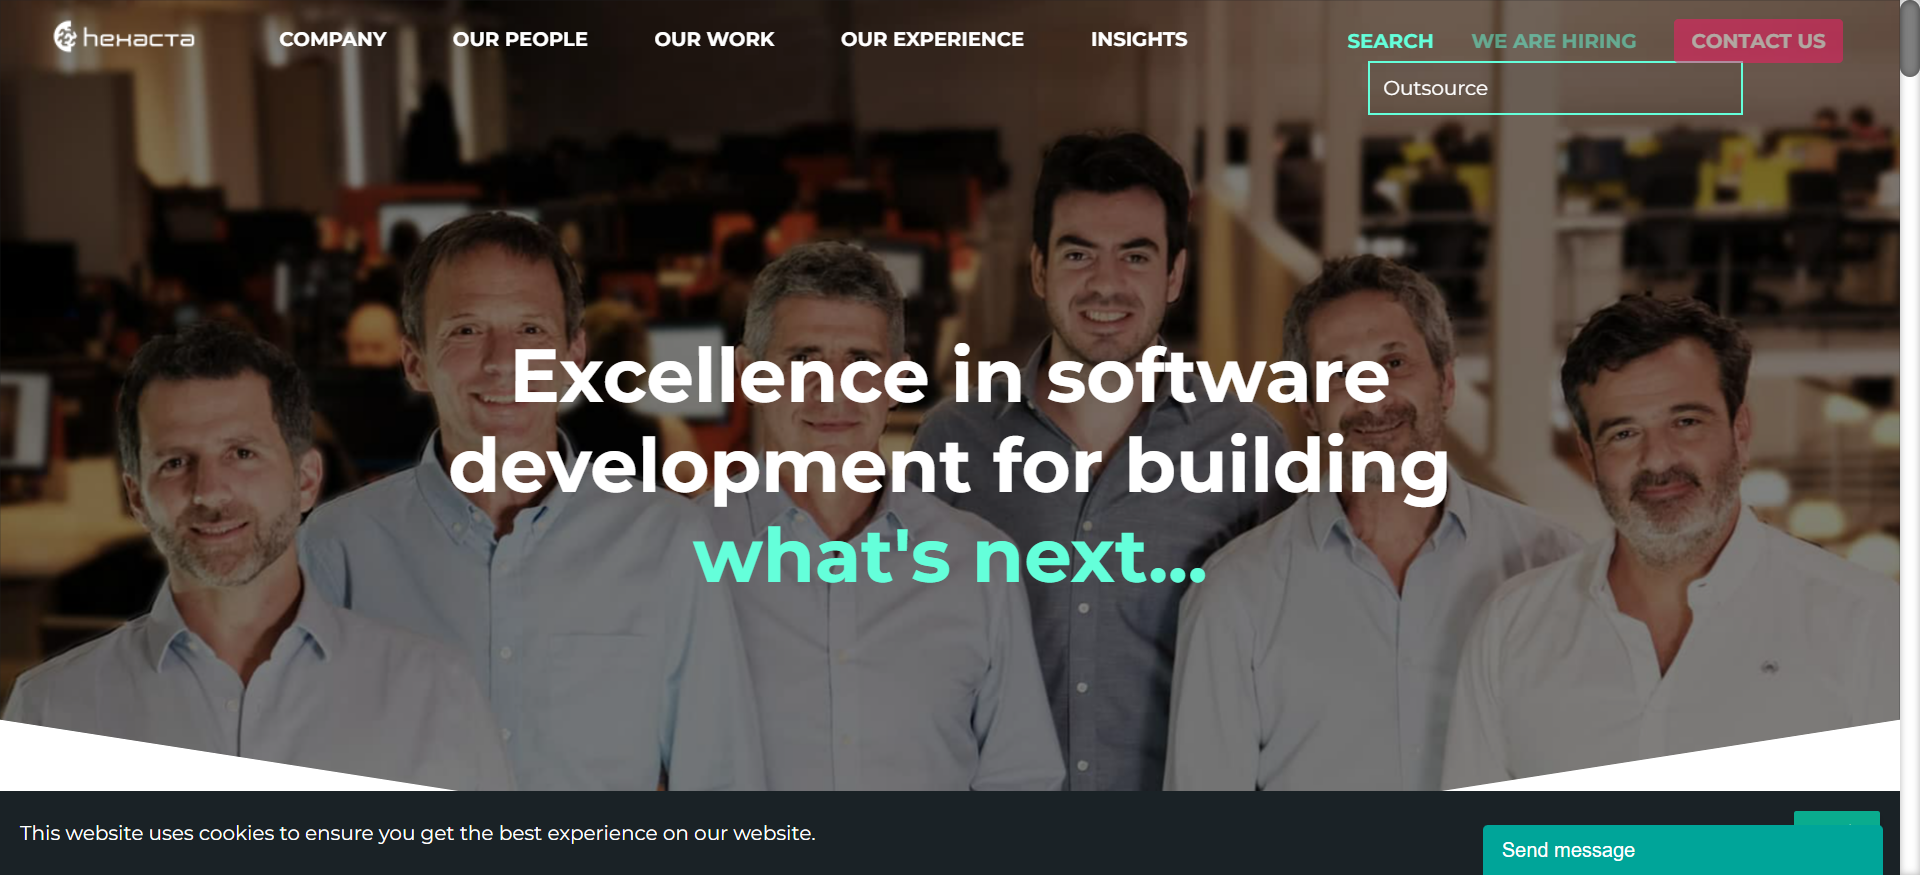 hexacta
COMPANY
OUR PEOPLE
OUR WORK
OUR EXPERIENCE
INSIGHTS
SEARCH
WE ARE HIRING
CONTACT US
Outsource
Excellence in software
development for building
what's next...
This website uses cookies to ensure you get the best experience on our website.
Send message